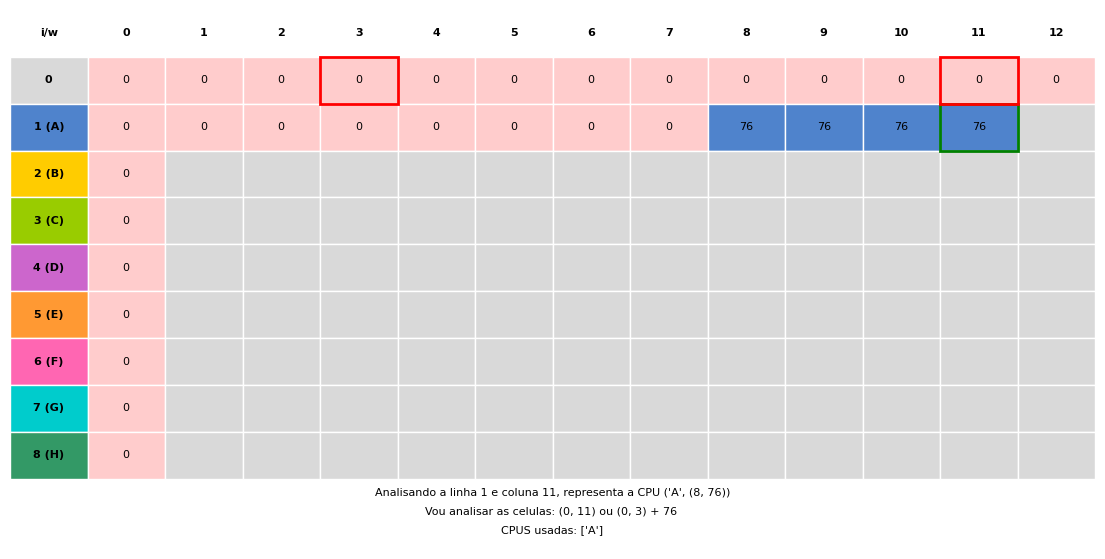 i/w 0 1 2 3 4 5 6 7 8 9 10 11 12
0 0 0 0 0 0 0 0 0 0 0 0 0 0
1 (A) 0 0 0 0 0 0 0 0 76 76 76 76
2 (B) 0
3 (C) 0
4 (D) 0
5 (E) 0
6 (F) 0
7 (G) 0
8 (H) 0
Analisando a linha 1 e coluna 11, representa a CPU ('A', (8, 76))
Vou analisar as celulas: (0, 11) ou (0, 3) + 76
CPUS usadas: ['A']